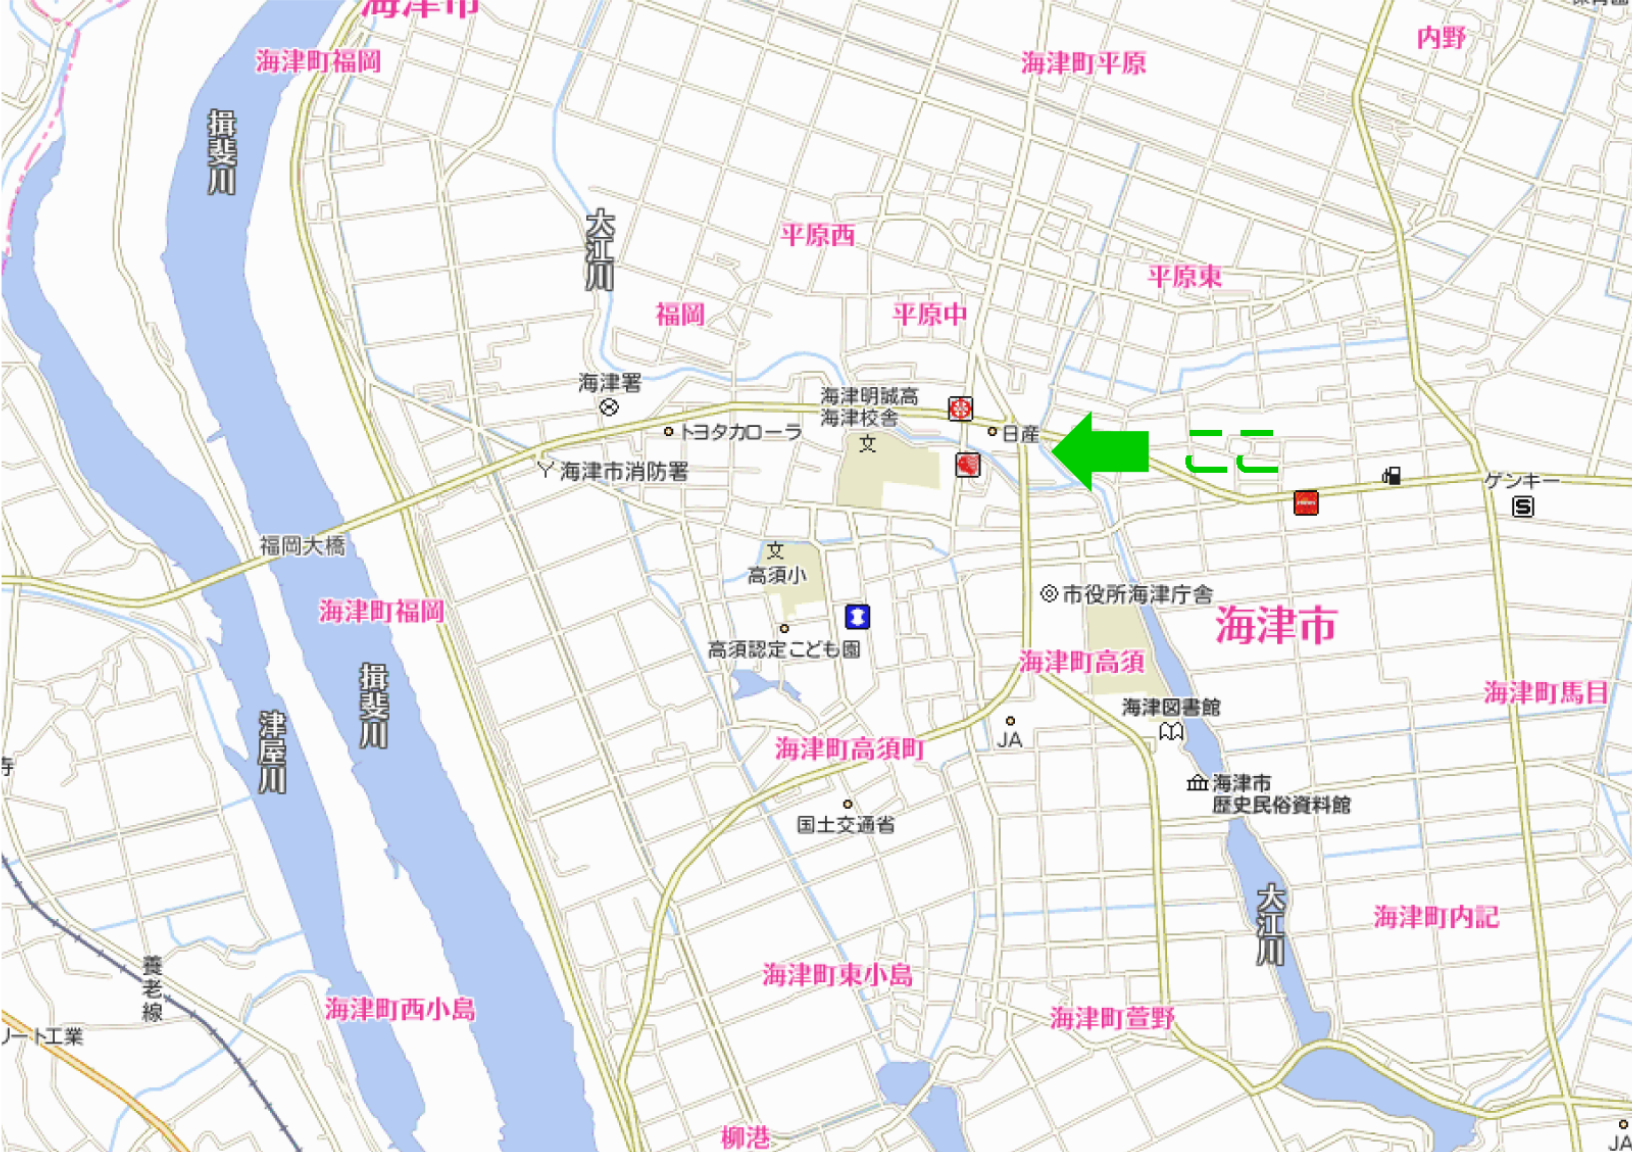 海津市
海津町福岡
海津町平原
内野
揖斐川
大江川
平原西
平原東
福岡
平原中
海津署
海津明誠高
海津校舎
トヨタカローラ
日産
ここ
海津市消防署
ゲンキー
S
福岡大橋
高須小
市役所海津庁舎
海津町福岡
海津市
高須認定こども園
海津町高須
海津町馬目
揖斐川
津屋川
海津図書館
海津町高須町
JA
寺
海津市
歴史民俗資料館
国土交通省
大江川
海津町内記
養老線
海津町東小島
海津町西小島
海津町萱野
リート工業
柳港
JA
文
文